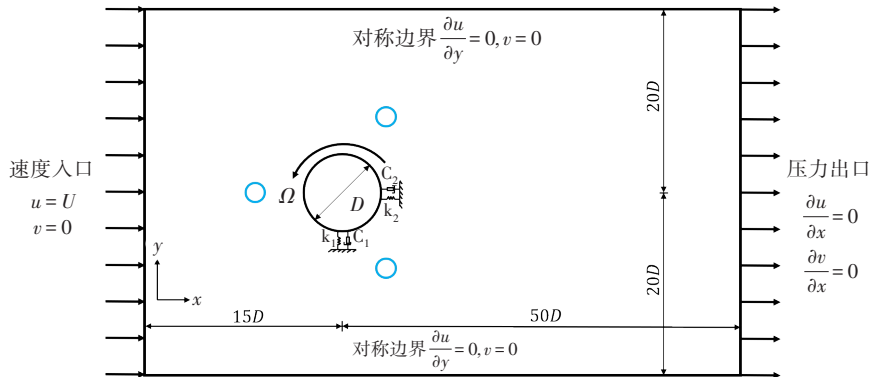 对称边界 ∂u/∂y=0, v=0
20D
速度入口
u=U
v=0
Ω
D
C₂
k₂
k₁
C₁
压力出口
∂u/∂x=0
∂v/∂x=0
20D
y
x
15D
50D
对称边界 ∂u/∂y=0, v=0